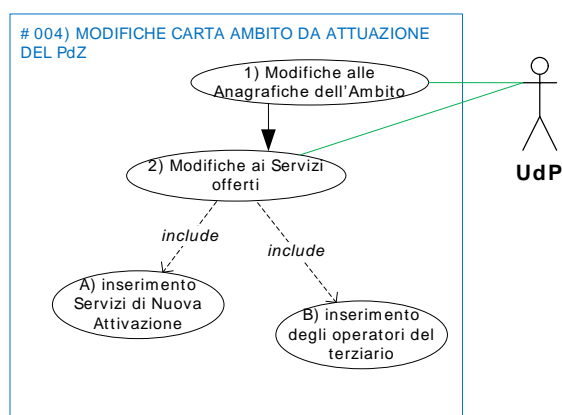 # 004) MODIFICHE CARTA AMBITO DA ATTUAZIONE
DEL PdZ
1) Modifiche alle
Anagrafiche dell'Ambito
UdP
2) Modifiche ai Servizi
offerti
include
include
A) inserimento
Servizi di Nuova
Attivazione
B) inserimento
degli operatori del
terziario